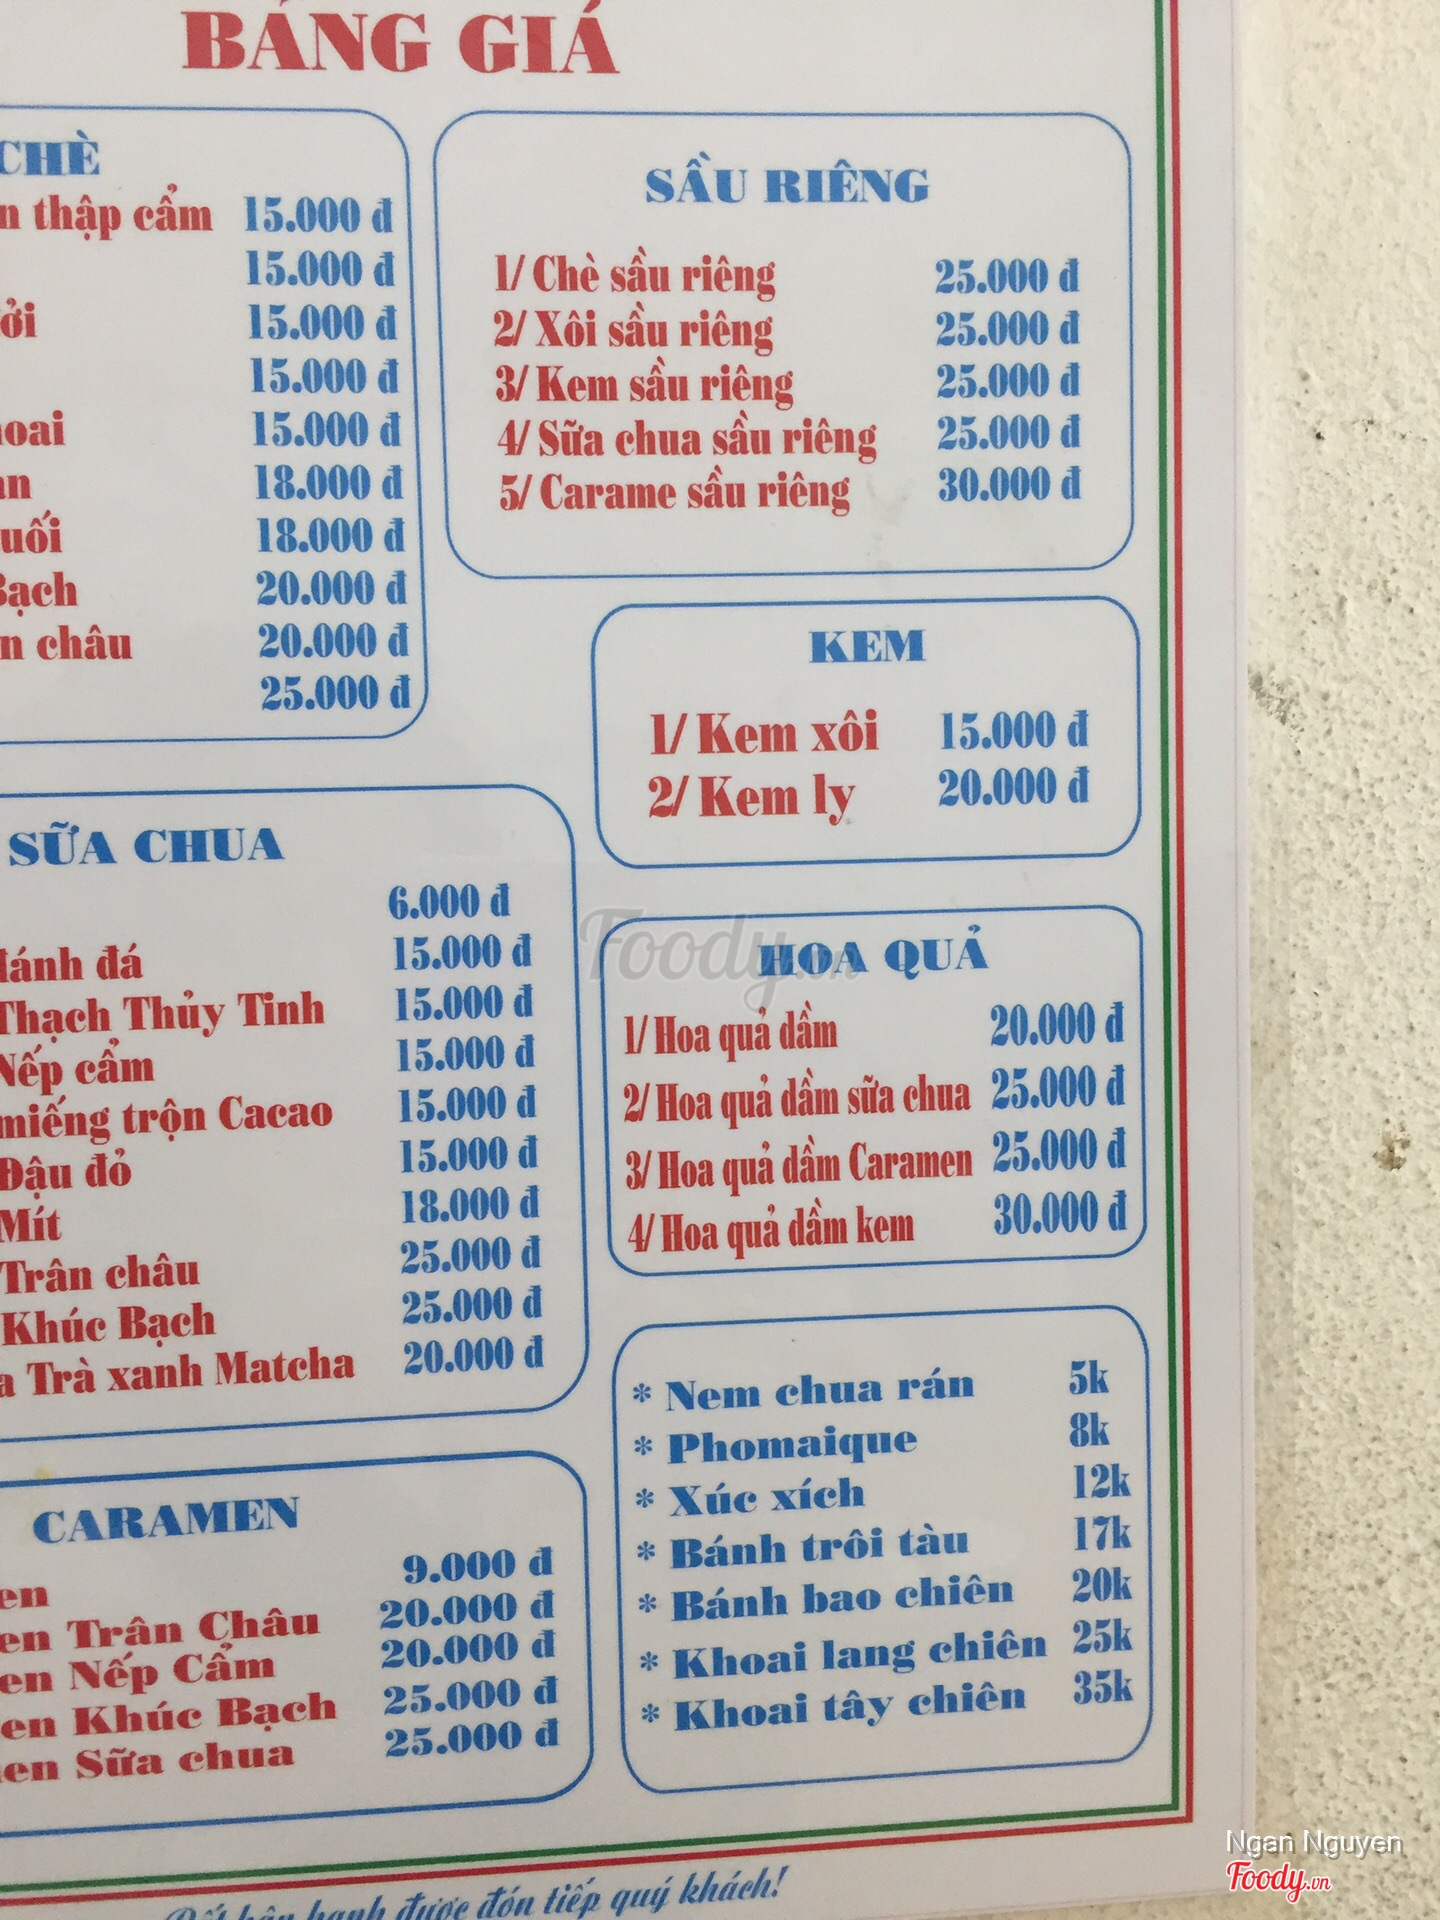 BẢNG GIÁ
CHÈ
thập cẩm 15.000 đ
15.000 đ
15.000 đ
15.000 đ
15.000 đ
18.000 đ
18.000 đ
Bạch 20.000 đ
châu 20.000 đ
25.000 đ
SẦU RIÊNG
1/ Chè sầu riêng 25.000 đ
2/ Xôi sầu riêng 25.000 đ
3/ Kem sầu riêng 25.000 đ
4/ Sữa chua sầu riêng 25.000 đ
5/ Carame sầu riêng 30.000 đ
KEM
1/ Kem xôi 15.000 đ
2/ Kem ly 20.000 đ
SỮA CHUA
6.000 đ
đá 15.000 đ
Thạch Thủy Tinh 15.000 đ
Nếp cẩm 15.000 đ
miếng trộn Cacao 15.000 đ
Đậu đỏ 15.000 đ
Mít 18.000 đ
Trân châu 25.000 đ
Khúc Bạch 25.000 đ
Trà xanh Matcha 20.000 đ
HOA QUẢ
1/ Hoa quả dầm 20.000 đ
2/ Hoa quả dầm sữa chua 25.000 đ
3/ Hoa quả dầm Caramen 25.000 đ
4/ Hoa quả dầm kem 30.000 đ
CARAMEN
9.000 đ
Trân Châu 20.000 đ
Nếp Cẩm 20.000 đ
Khúc Bạch 25.000 đ
Sữa chua 25.000 đ
* Nem chua rán 5k
* Phomaique 8k
* Xúc xích 12k
* Bánh trôi tàu 17k
* Bánh bao chiên 20k
* Khoai lang chiên 25k
* Khoai tây chiên 35k
được đón tiếp quý khách!
Foody.vn
Ngan Nguyen
Foody.vn